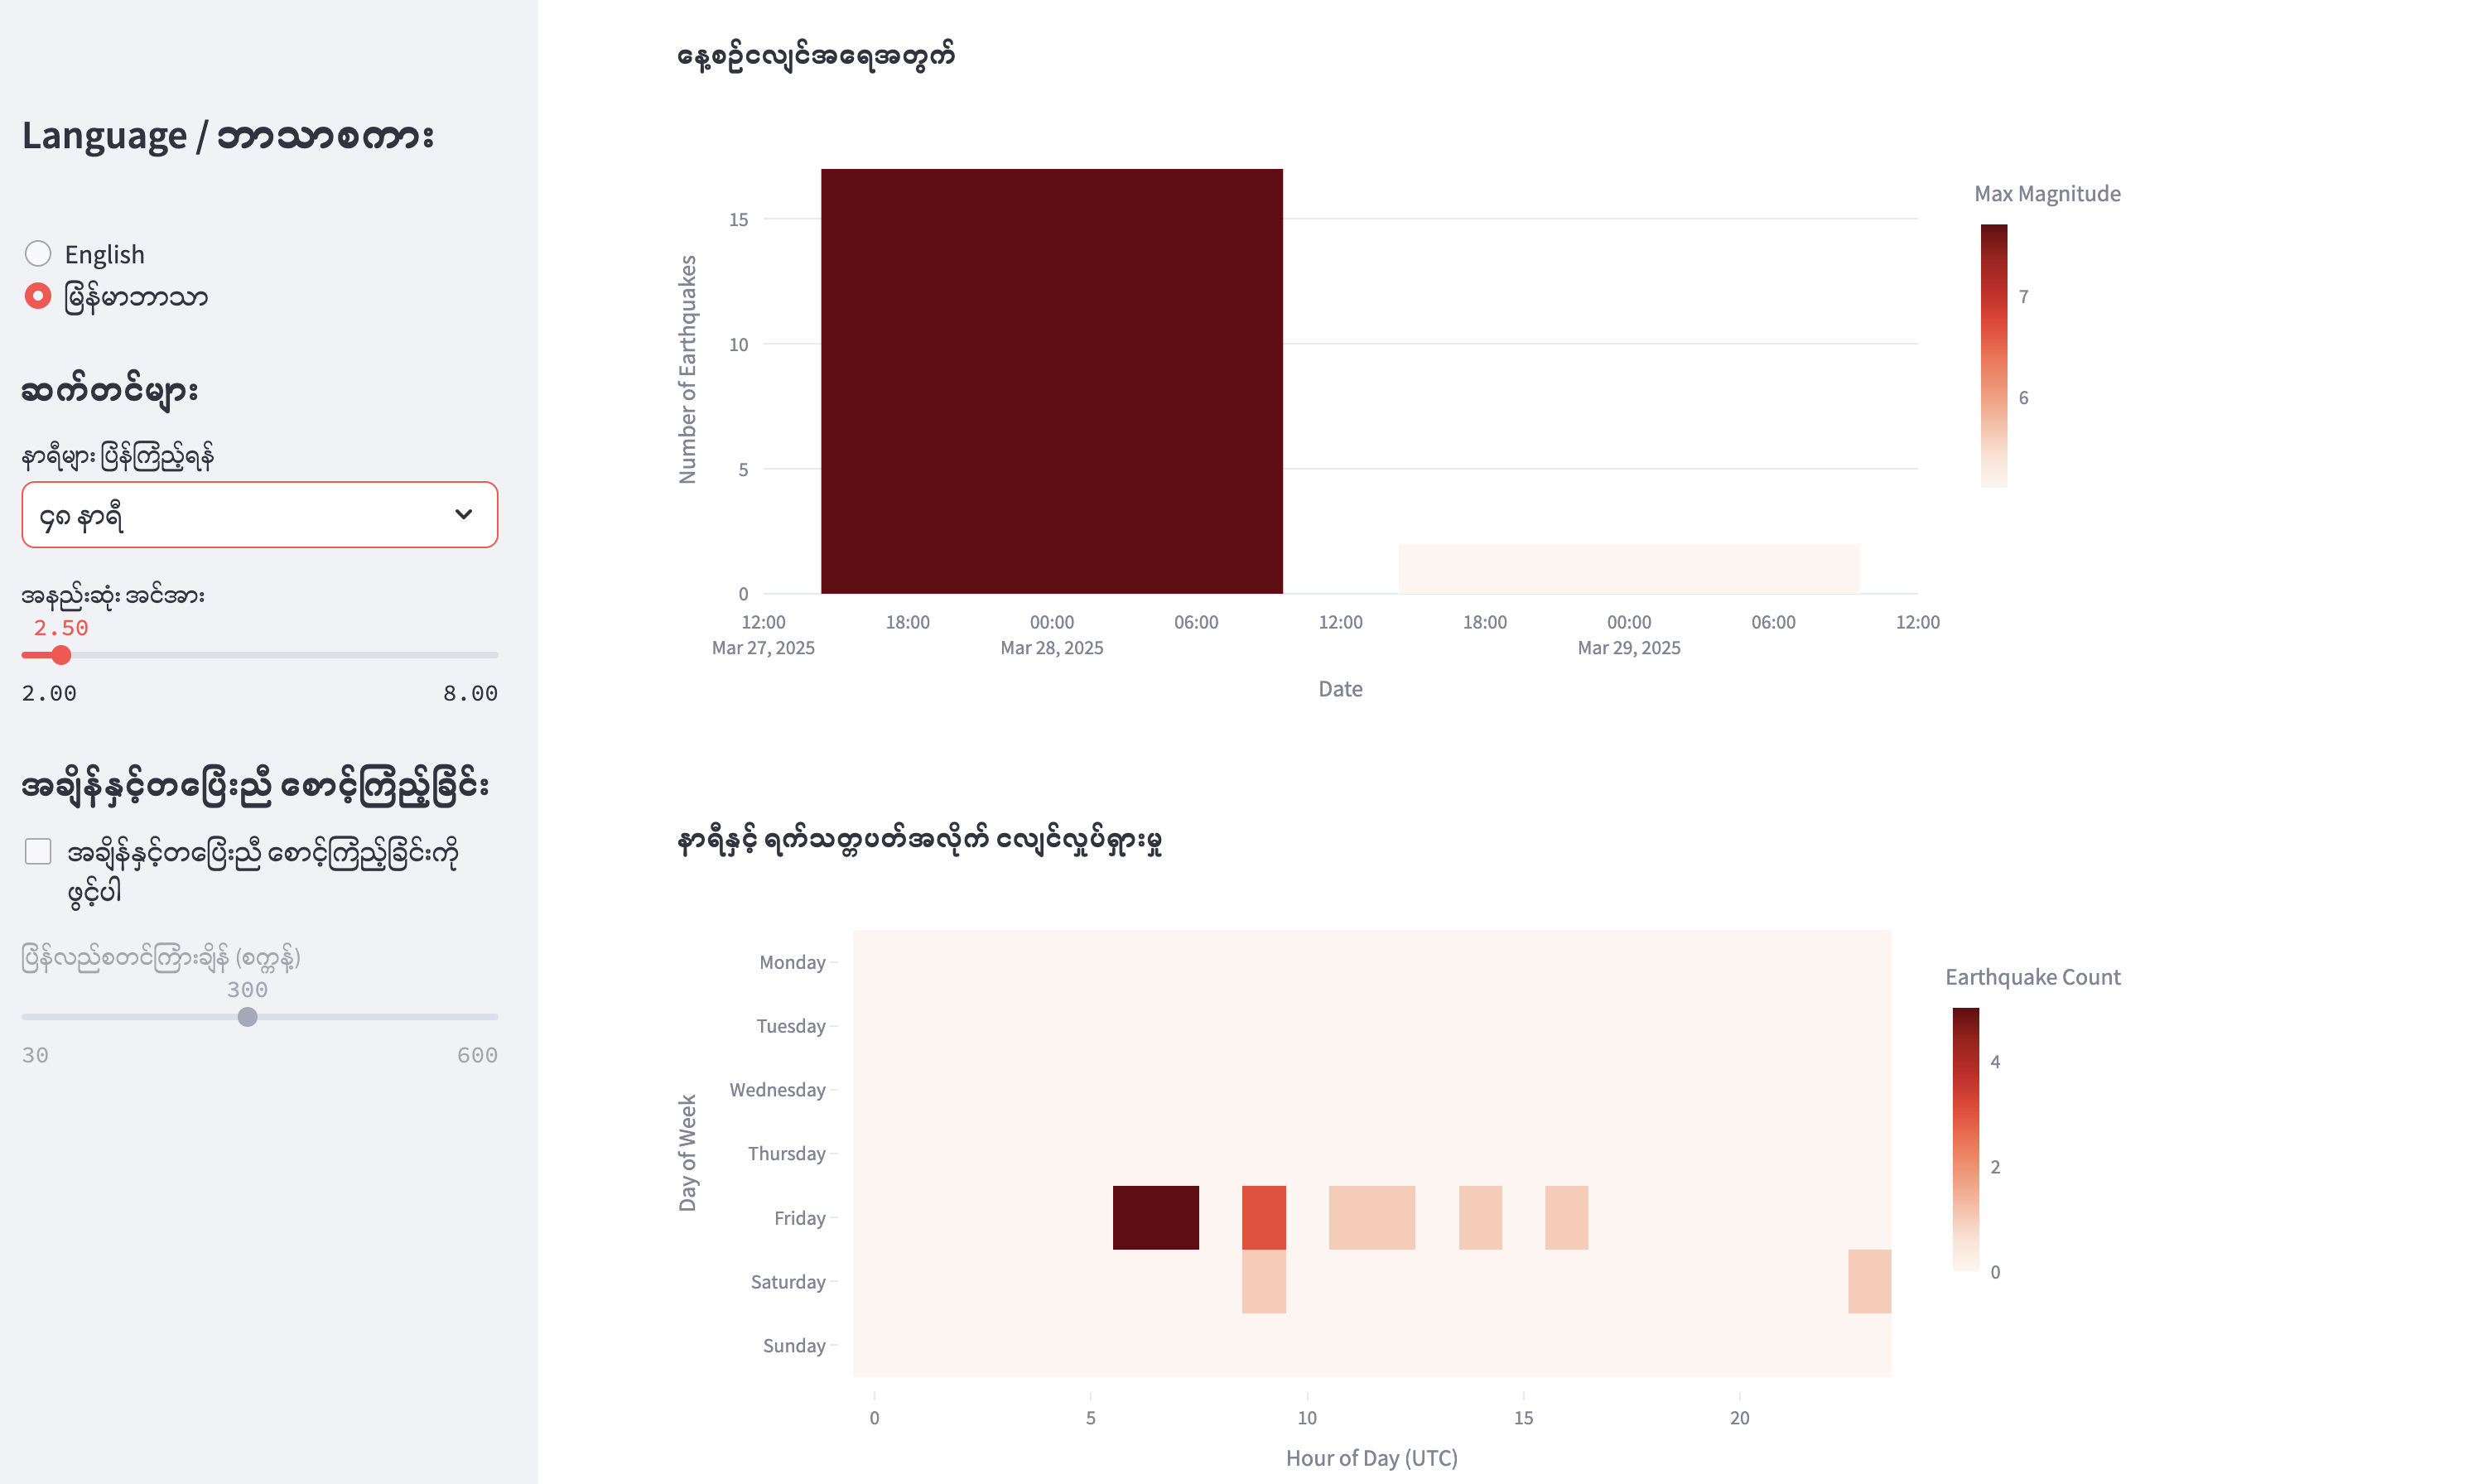 Language / ဘာသာစကား
English
မြန်မာဘာသာ
ဆက်တင်များ
နာရီများ ပြန်ကြည့်ရန်
၄၈ နာရီ
အနည်းဆုံး အင်အား
2.50
2.00 8.00
အချိန်နှင့်တပြေးညီ စောင့်ကြည့်ခြင်း
အချိန်နှင့်တပြေးညီ စောင့်ကြည့်ခြင်းကို
ဖွင့်ပါ
ပြန်လည်စတင်ကြားချိန် (စက္ကန့်)
300
30 600
နေ့စဉ်ငလျင်အရေအတွက်
Number of Earthquakes
15
10
5
0
12:00 18:00 00:00 06:00 12:00 18:00 00:00 06:00 12:00
Mar 27, 2025 Mar 28, 2025 Mar 29, 2025
Date
Max Magnitude
7
6
နာရီနှင့် ရက်သတ္တပတ်အလိုက် ငလျင်လှုပ်ရှားမှု
Day of Week
Monday
Tuesday
Wednesday
Thursday
Friday
Saturday
Sunday
0 5 10 15 20
Hour of Day (UTC)
Earthquake Count
4
2
0